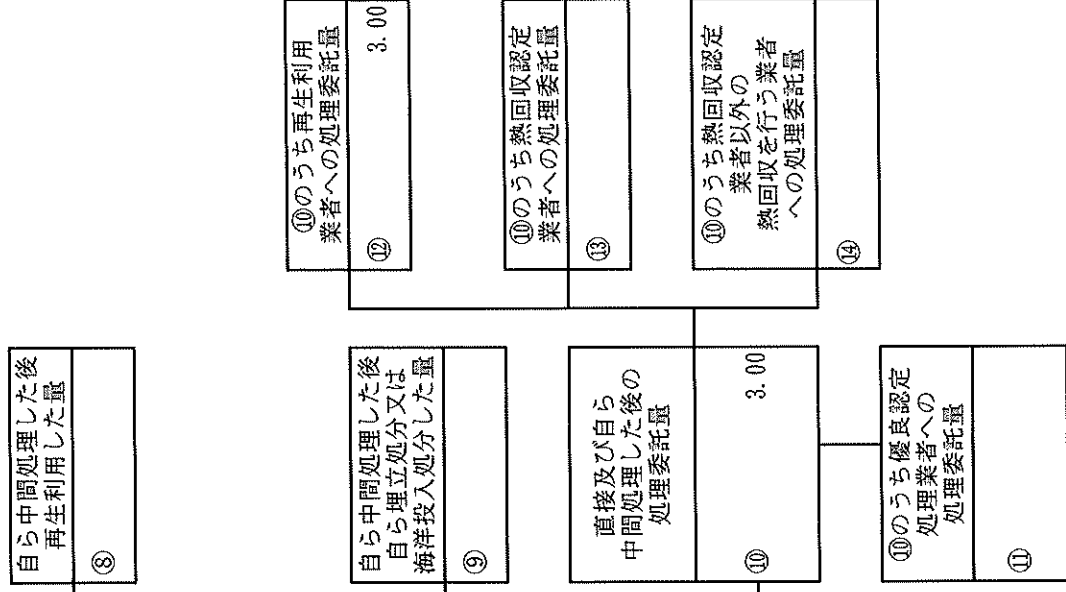 自ら中間処理した後
再生利用した量
⑧
自ら中間処理した後
自ら埋立処分又は
海洋投入処分した量
⑨
直接及び自ら
中間処理した後の
処理委託量
⑩ 3.00
⑩のうち優良認定
処理業者への
処理委託量
⑪
⑩のうち再生利用
業者への処理委託量
⑫ 3.00
⑩のうち熱回収認定
業者への処理委託量
⑬
⑩のうち熱回収認定
業者以外の
熱回収を行う業者
への処理委託量
⑭